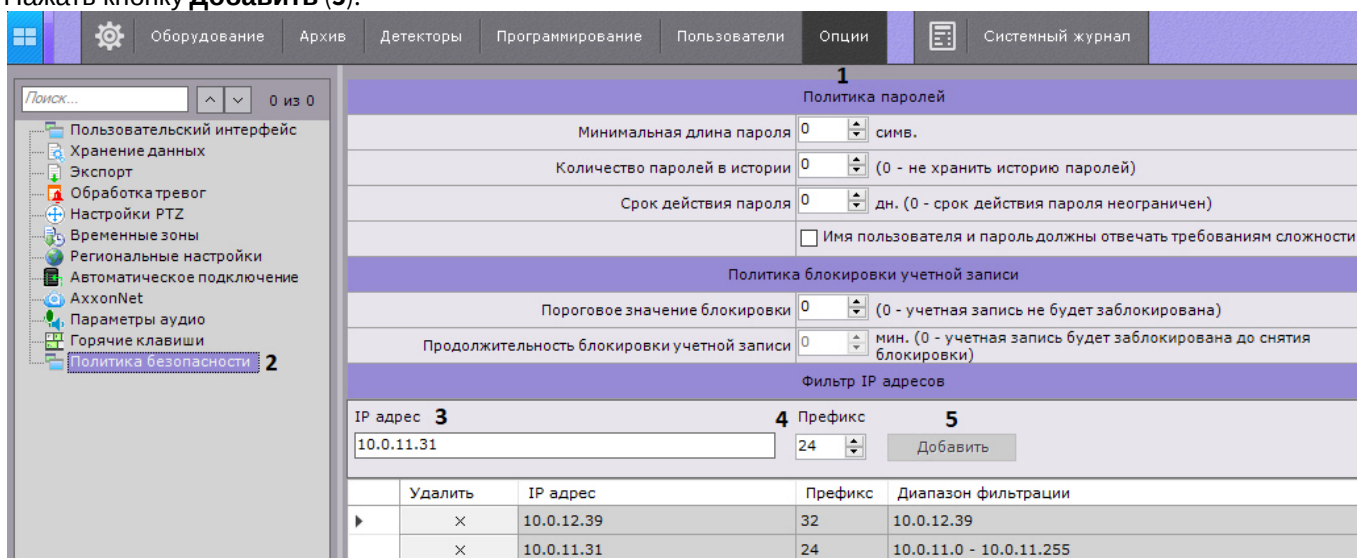 Нажать кнопку Добавить (5).
Оборудование Архив Детекторы Программирование Пользователи Опции Системный журнал
1
Поиск... 0 из 0
Пользовательский интерфейс
Хранение данных
Экспорт
Обработка тревог
Настройки PTZ
Временные зоны
Региональные настройки
Автоматическое подключение
AxxonNet
Параметры аудио
Горячие клавиши
Политика безопасности 2
Политика паролей
Минимальная длина пароля 0 симв.
Количество паролей в истории 0 (0 - не хранить историю паролей)
Срок действия пароля 0 дн. (0 - срок действия пароля неограничен)
Имя пользователя и пароль должны отвечать требованиям сложности
Политика блокировки учетной записи
Пороговое значение блокировки 0 (0 - учетная запись не будет заблокирована)
Продолжительность блокировки учетной записи 0 мин. (0 - учетная запись будет заблокирована до снятия
блокировки)
Фильтр IP адресов
IP адрес 3 4 Префикс 5
10.0.11.31 24 Добавить
Удалить IP адрес Префикс Диапазон фильтрации
10.0.12.39 32 10.0.12.39
10.0.11.31 24 10.0.11.0 - 10.0.11.255